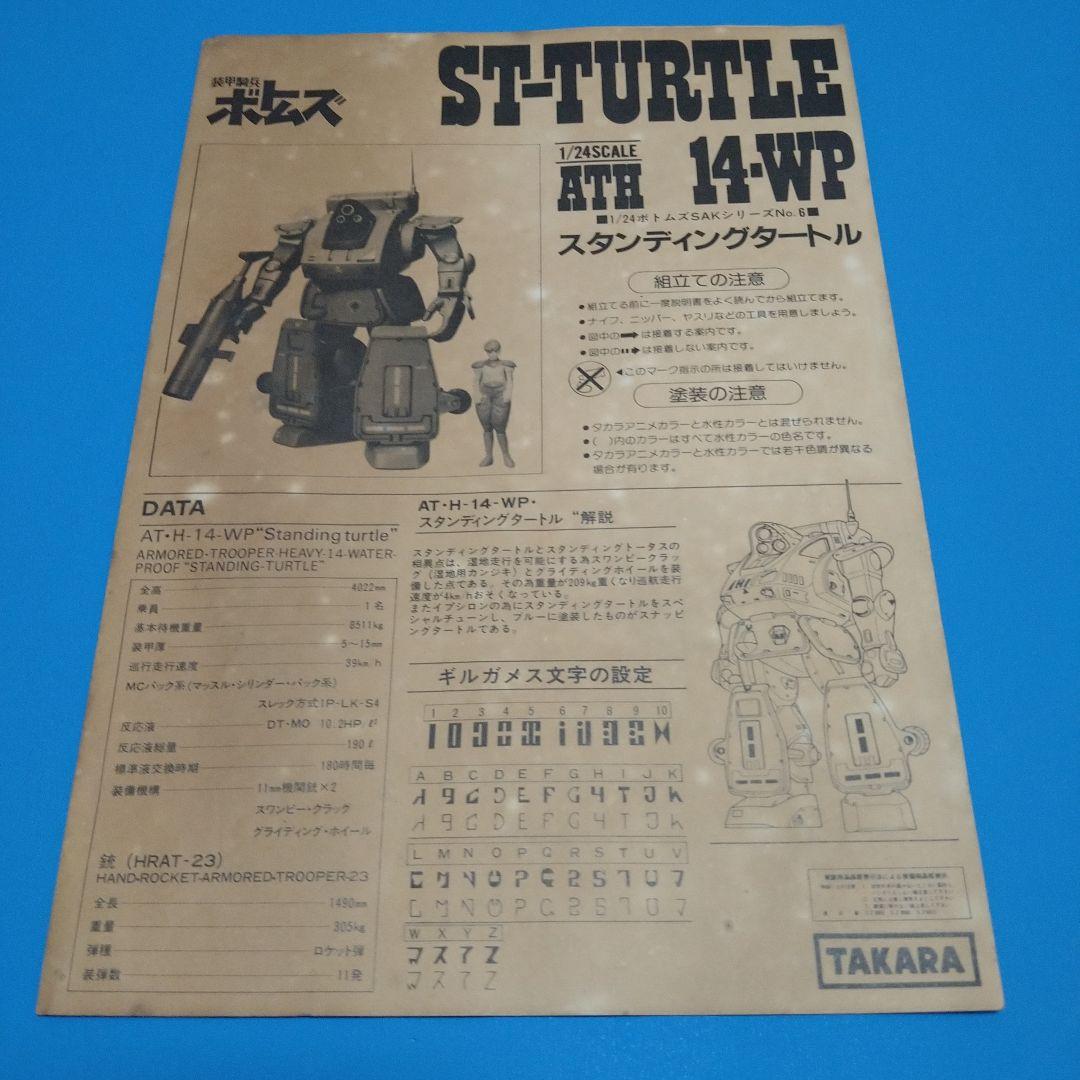 装甲騎兵
ボトムズ
ST-TURTLE
1/24SCALE
ATH 14-WP
■1/24ボトムズSAKシリーズNo.6■
スタンディングタートル
組立ての注意
●組立てる前に一度説明書をよく読んでから組立てます。
●ナイフ、ニッパー、ヤスリなどの工具を用意しましょう。
●図中の➡は接着する案内です。
●図中の▮▮➡は接着しない案内です。
◀このマーク指示の所は接着してはいけません。
塗装の注意
●タカラアニメカラーと水性カラーとは混ぜられません。
●( )内のカラーはすべて水性カラーの色名です。
●タカラアニメカラーと水性カラーでは若干色調が異なる
場合が有ります。
DATA
AT・H-14-WP"Standing turtle"
ARMORED-TROOPER-HEAVY-14-WATER-
PROOF "STANDING-TURTLE"
全高 4022mm
乗員 1名
基本待機重量 8511kg
装甲厚 5〜15mm
巡行走行速度 39km/h
MCパック系(マッスル・シリンダー・パック系)
スレック方式IP-LK-S4
反応液 DT-MO 10.2HP/ℓ²
反応液総量 190ℓ
標準液交換時期 180時間毎
装備機構 11mm機関銃×2
スワンピー・クラック
グライディング・ホイール
銃 (HRAT-23)
HAND-ROCKET-ARMORED-TROOPER-23
全長 1490mm
重量 305kg
弾種 ロケット弾
装弾数 11発
AT・H-14-WP・
スタンディングタートル "解説
スタンディングタートルとスタンディングトータスの
相異点は、湿地走行を可能にする為スワンピークラッ
グ(湿地用カンジキ)とグライティングホイールを装
備した点である。その為重量が209kg重くなり巡航走行
速度が4km/hおそくなっている。
またイプシロンの為にスタンディングタートルをスペ
シャルチューンし、ブルーに塗装したものがスナッピ
ングタートルである。
ギルガメス文字の設定
1 2 3 4 5 6 7 8 9 10
A B C D E F G H I J K
L M N O P Q R S T U V
W X Y Z
TAKARA